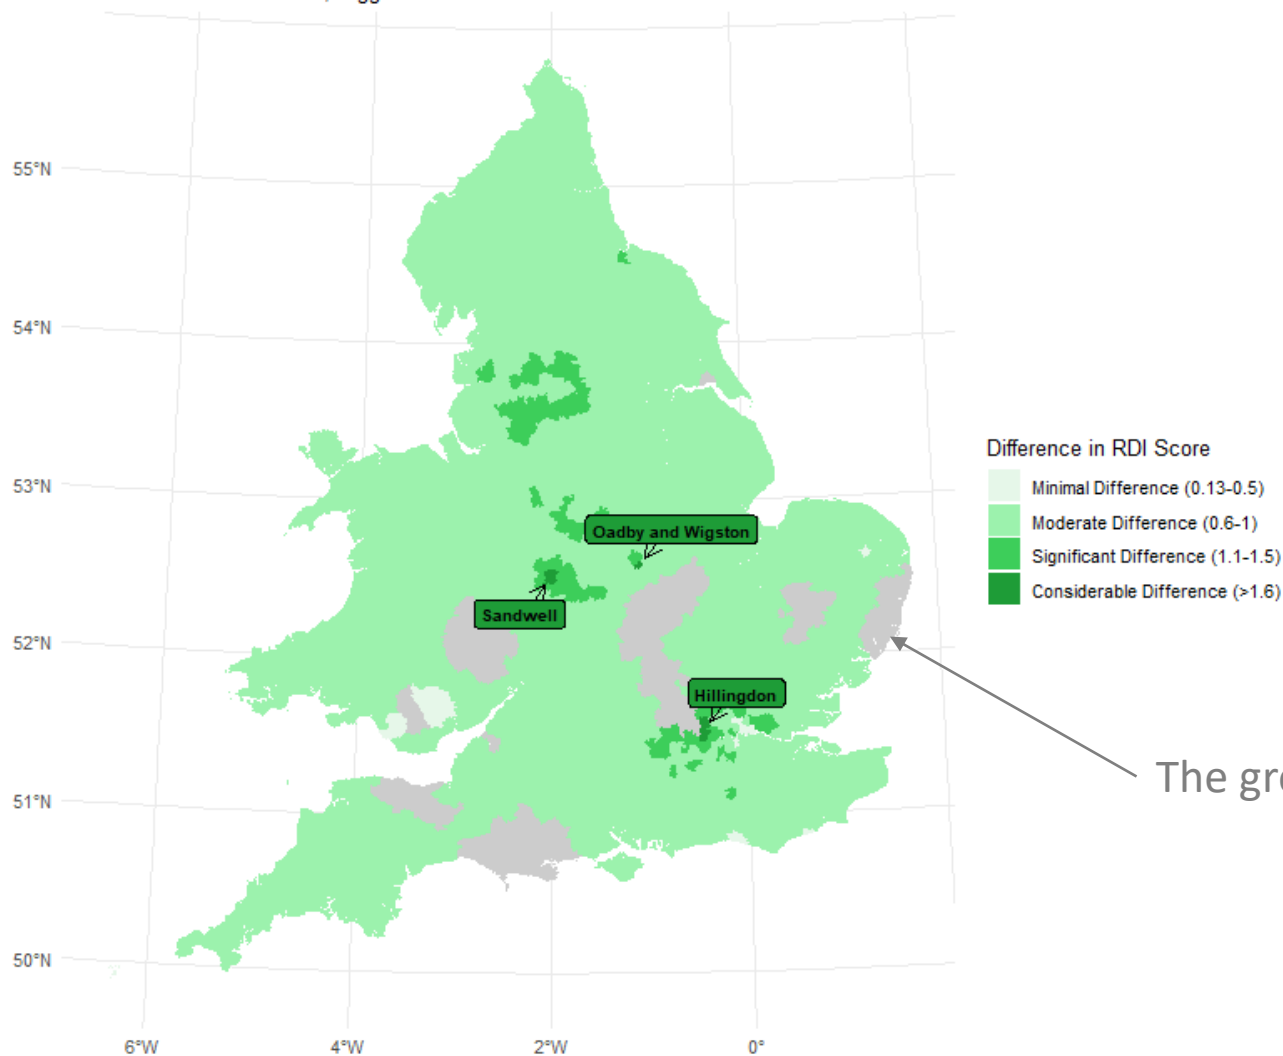 55°N
54°N
53°N
52°N
51°N
50°N
6°W
4°W
2°W
0°
Oadby and Wigston
Sandwell
Hillingdon
Difference in RDI Score
Minimal Difference (0.13-0.5)
Moderate Difference (0.6-1)
Significant Difference (1.1-1.5)
Considerable Difference (>1.6)
The gr